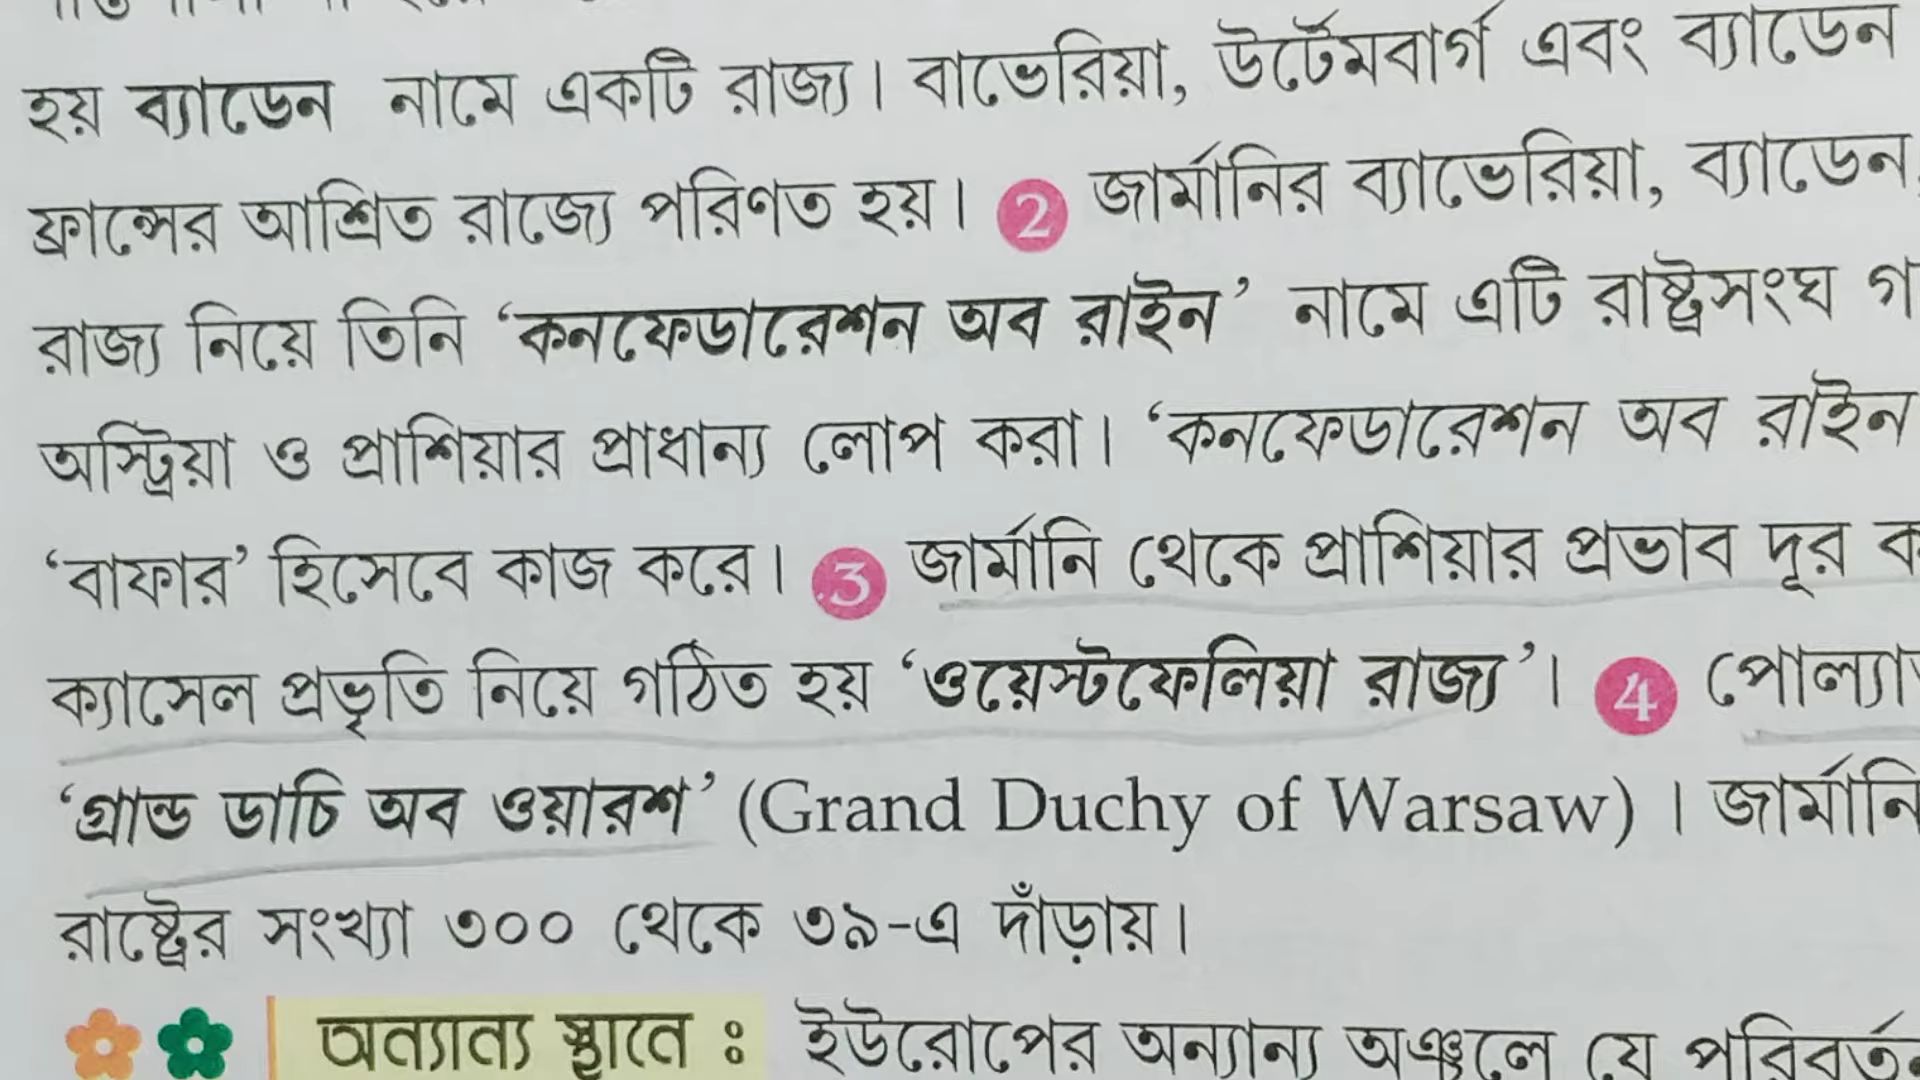 হয় ব্যাডেন নামে একটি রাজ্য। বাভেরিয়া, উর্টেমবার্গ এবং ব্যাডেন
ফ্রান্সের আশ্রিত রাজ্যে পরিণত হয়। 2 জার্মানির ব্যাভেরিয়া, ব্যাডেন,
রাজ্য নিয়ে তিনি ‘কনফেডারেশন অব রাইন’ নামে এটি রাষ্ট্রসংঘ
অস্ট্রিয়া ও প্রাশিয়ার প্রাধান্য লোপ করা। ‘কনফেডারেশন অব রাইন
‘বাফার’ হিসেবে কাজ করে। 3 জার্মানি থেকে প্রাশিয়ার প্রভাব দূর
ক্যাসেল প্রভৃতি নিয়ে গঠিত হয় ‘ওয়েস্টফেলিয়া রাজ্য’। 4
‘গ্রান্ড ডাচি অব ওয়ারশ’ (Grand Duchy of Warsaw)। জার্মানি
রাষ্ট্রের সংখ্যা ৩০০ থেকে ৩৯-এ দাঁড়ায়।
অন্যান্য স্থানে : ইউরোপের অন্যান্য অঞ্চলে যে